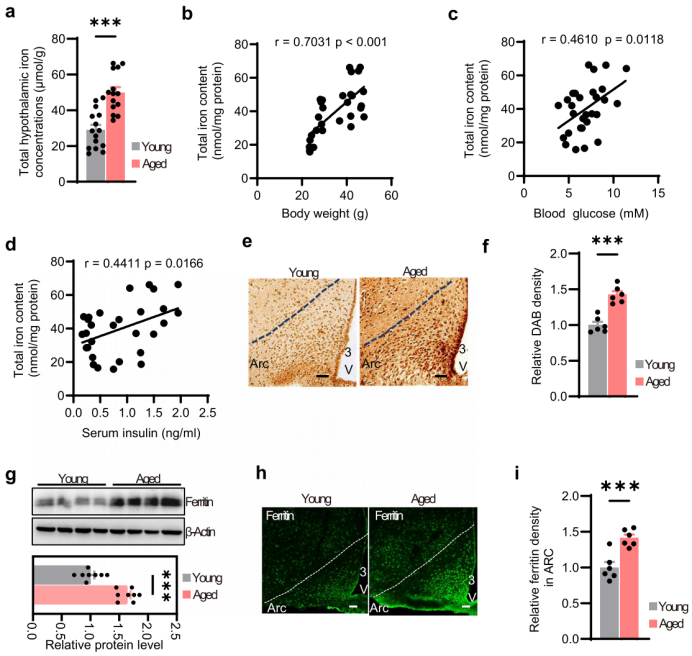 a
***
Total hypothalamic iron
concentrations (µmol/g)
80
60
40
20
0
Young
Aged
b
r = 0.7031 p < 0.001
Total iron content
(nmol/mg protein)
80
60
40
20
0
0 20 40 60
Body weight (g)
c
r = 0.4610 p = 0.0118
Total iron content
(nmol/mg protein)
80
60
40
20
0
0 5 10 15
Blood glucose (mM)
d
r = 0.4411 p = 0.0166
Total iron content
(nmol/mg protein)
80
60
40
20
0
0.0 0.5 1.0 1.5 2.0 2.5
Serum insulin (ng/ml)
e
Young Aged
Arc 3 V
Arc 3 V
f
***
Relative DAB density
2.0
1.5
1.0
0.5
0.0
Young
Aged
g
Young Aged
Ferritin
β-Actin
***
Young
Aged
0.0 0.5 1.0 1.5 2.0 2.5
Relative protein level
h
Young Aged
Ferritin Ferritin
3 V 3 V
Arc Arc
i
***
Relative ferritin density
in ARC
2.0
1.5
1.0
0.5
0.0
Young
Aged